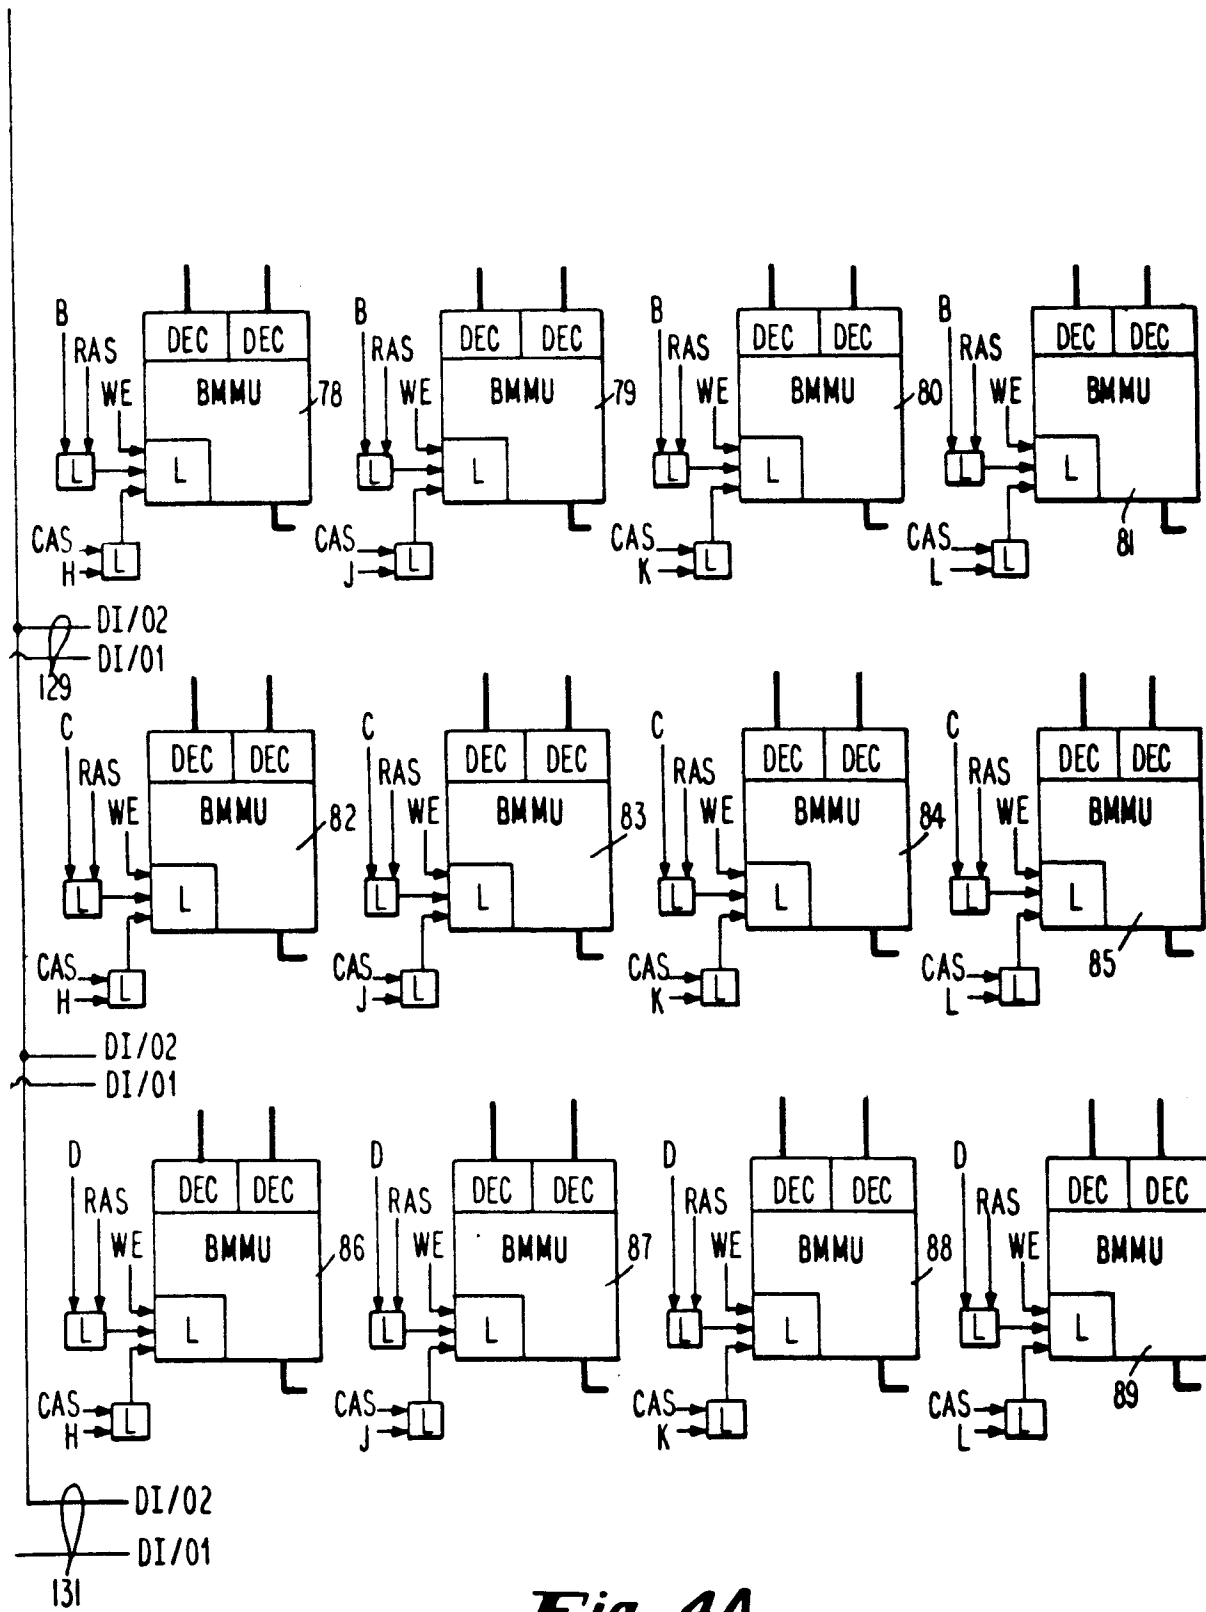 B B B B
RAS RAS RAS RAS
DEC DEC DEC DEC DEC DEC DEC DEC
WE BMMU 78 WE BMMU 79 WE BMMU 80 WE BMMU
L L L L L L L L
81
CAS L CAS L CAS L CAS L
H J K L
DI/02
DI/01
129
C C C C
RAS DEC DEC RAS DEC DEC RAS DEC DEC RAS DEC DEC
WE BMMU 82 WE BMMU 83 WE BMMU 84 WE BMMU
L L L L L L L L
85
CAS L CAS L CAS L CAS L
H J K L
DI/02
DI/01
D D D D
RAS DEC DEC RAS DEC DEC RAS DEC DEC RAS DEC DEC
WE BMMU 86 WE BMMU 87 WE BMMU 88 WE BMMU
L L L L L L L L
89
CAS L CAS L CAS L CAS L
H J K L
DI/02
DI/01
131
Fig. 4A